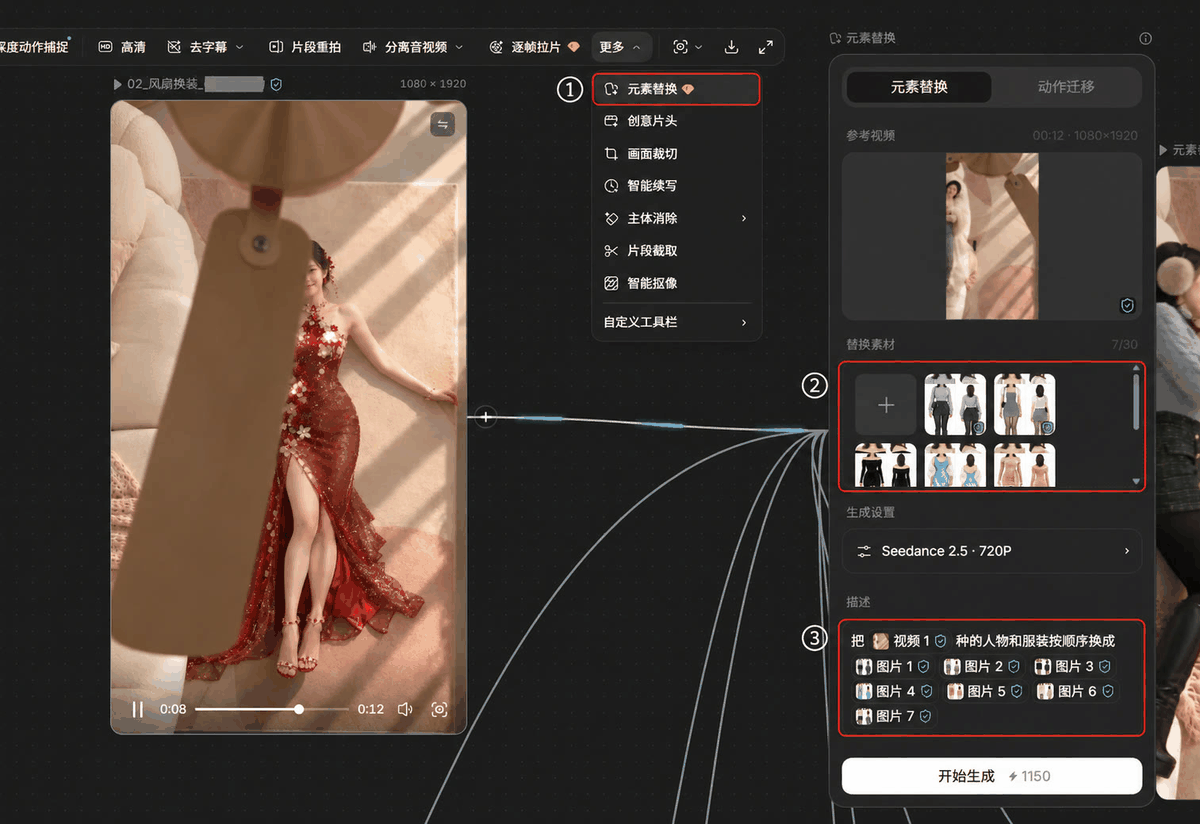 深度动作捕捉 HD 高清 去字幕 片段重拍 分离音视频 逐帧拉片 更多
02_风扇换装_ 1080 × 1920
① 元素替换
创意片头
画面裁切
智能续写
主体消除
片段截取
智能抠像
自定义工具栏
0:08 0:12
元素替换
元素替换 动作迁移
参考视频 00:12 · 1080×1920
② 替换素材 7/30
生成设置
Seedance 2.5 · 720P
描述
③ 把 视频 1 种的人物和服装按顺序换成
图片 1 图片 2 图片 3
图片 4 图片 5 图片 6
图片 7
开始生成 1150
元素